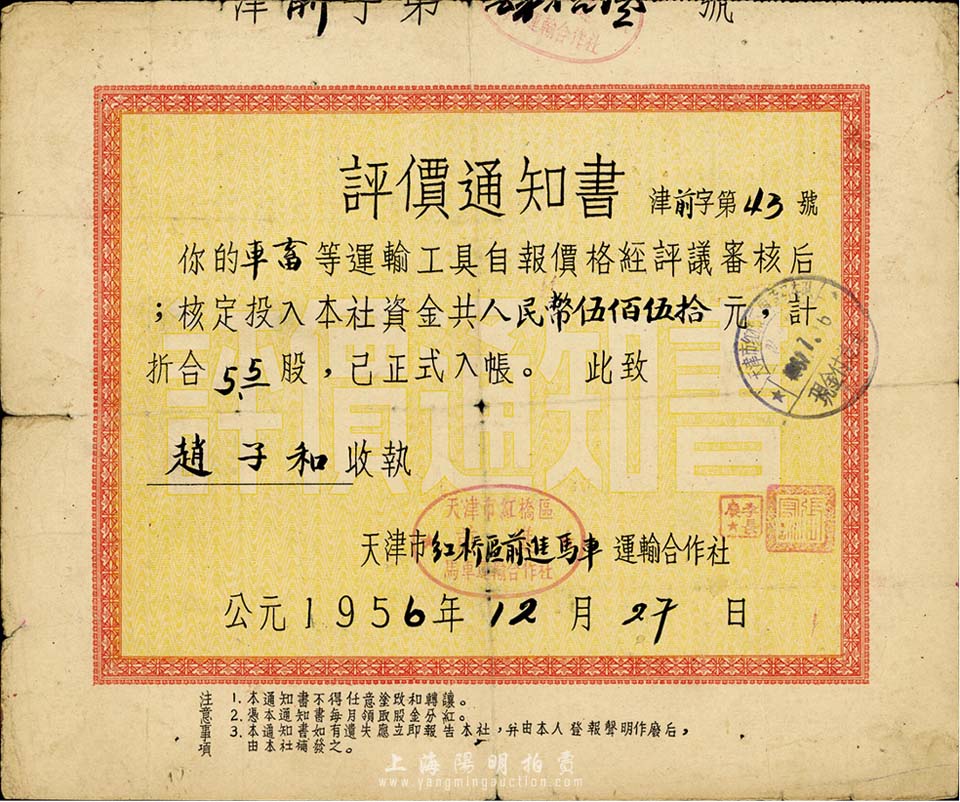 津前字第 號
運輸合作社
評價通知書 津前字第43號
你的車畜等運輸工具自報價格經評議審核后
；核定投入本社資金共人民幣伍佰伍拾元，計
折合55股，已正式入帳。 此致
趙子和收執
現金付
天津市紅橋區
馬車運輸合作社
天津市紅桥區前進馬車運輸合作社
公元1956年12月27日
注意事項
1. 本通知書不得任意塗改和轉讓。
2. 憑本通知書每月領取股金分紅。
3. 本通知書如有遺失應立即報告本社，并由本人登報聲明作廢后，
由本社補發之。
上海陽明拍賣
www.yangmingauction.com